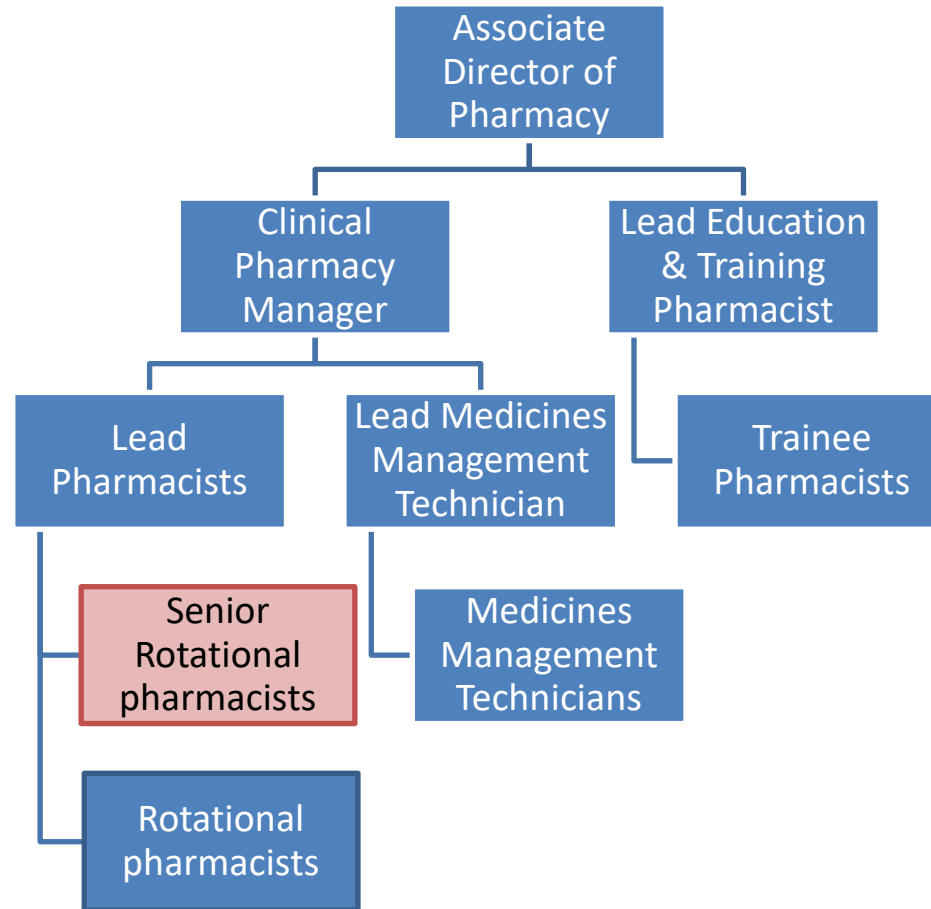 Associate
Director of
Pharmacy
Clinical
Pharmacy
Manager
Lead Education
& Training
Pharmacist
Lead
Pharmacists
Lead Medicines
Management
Technician
Trainee
Pharmacists
Senior
Rotational
pharmacists
Medicines
Management
Technicians
Rotational
pharmacists